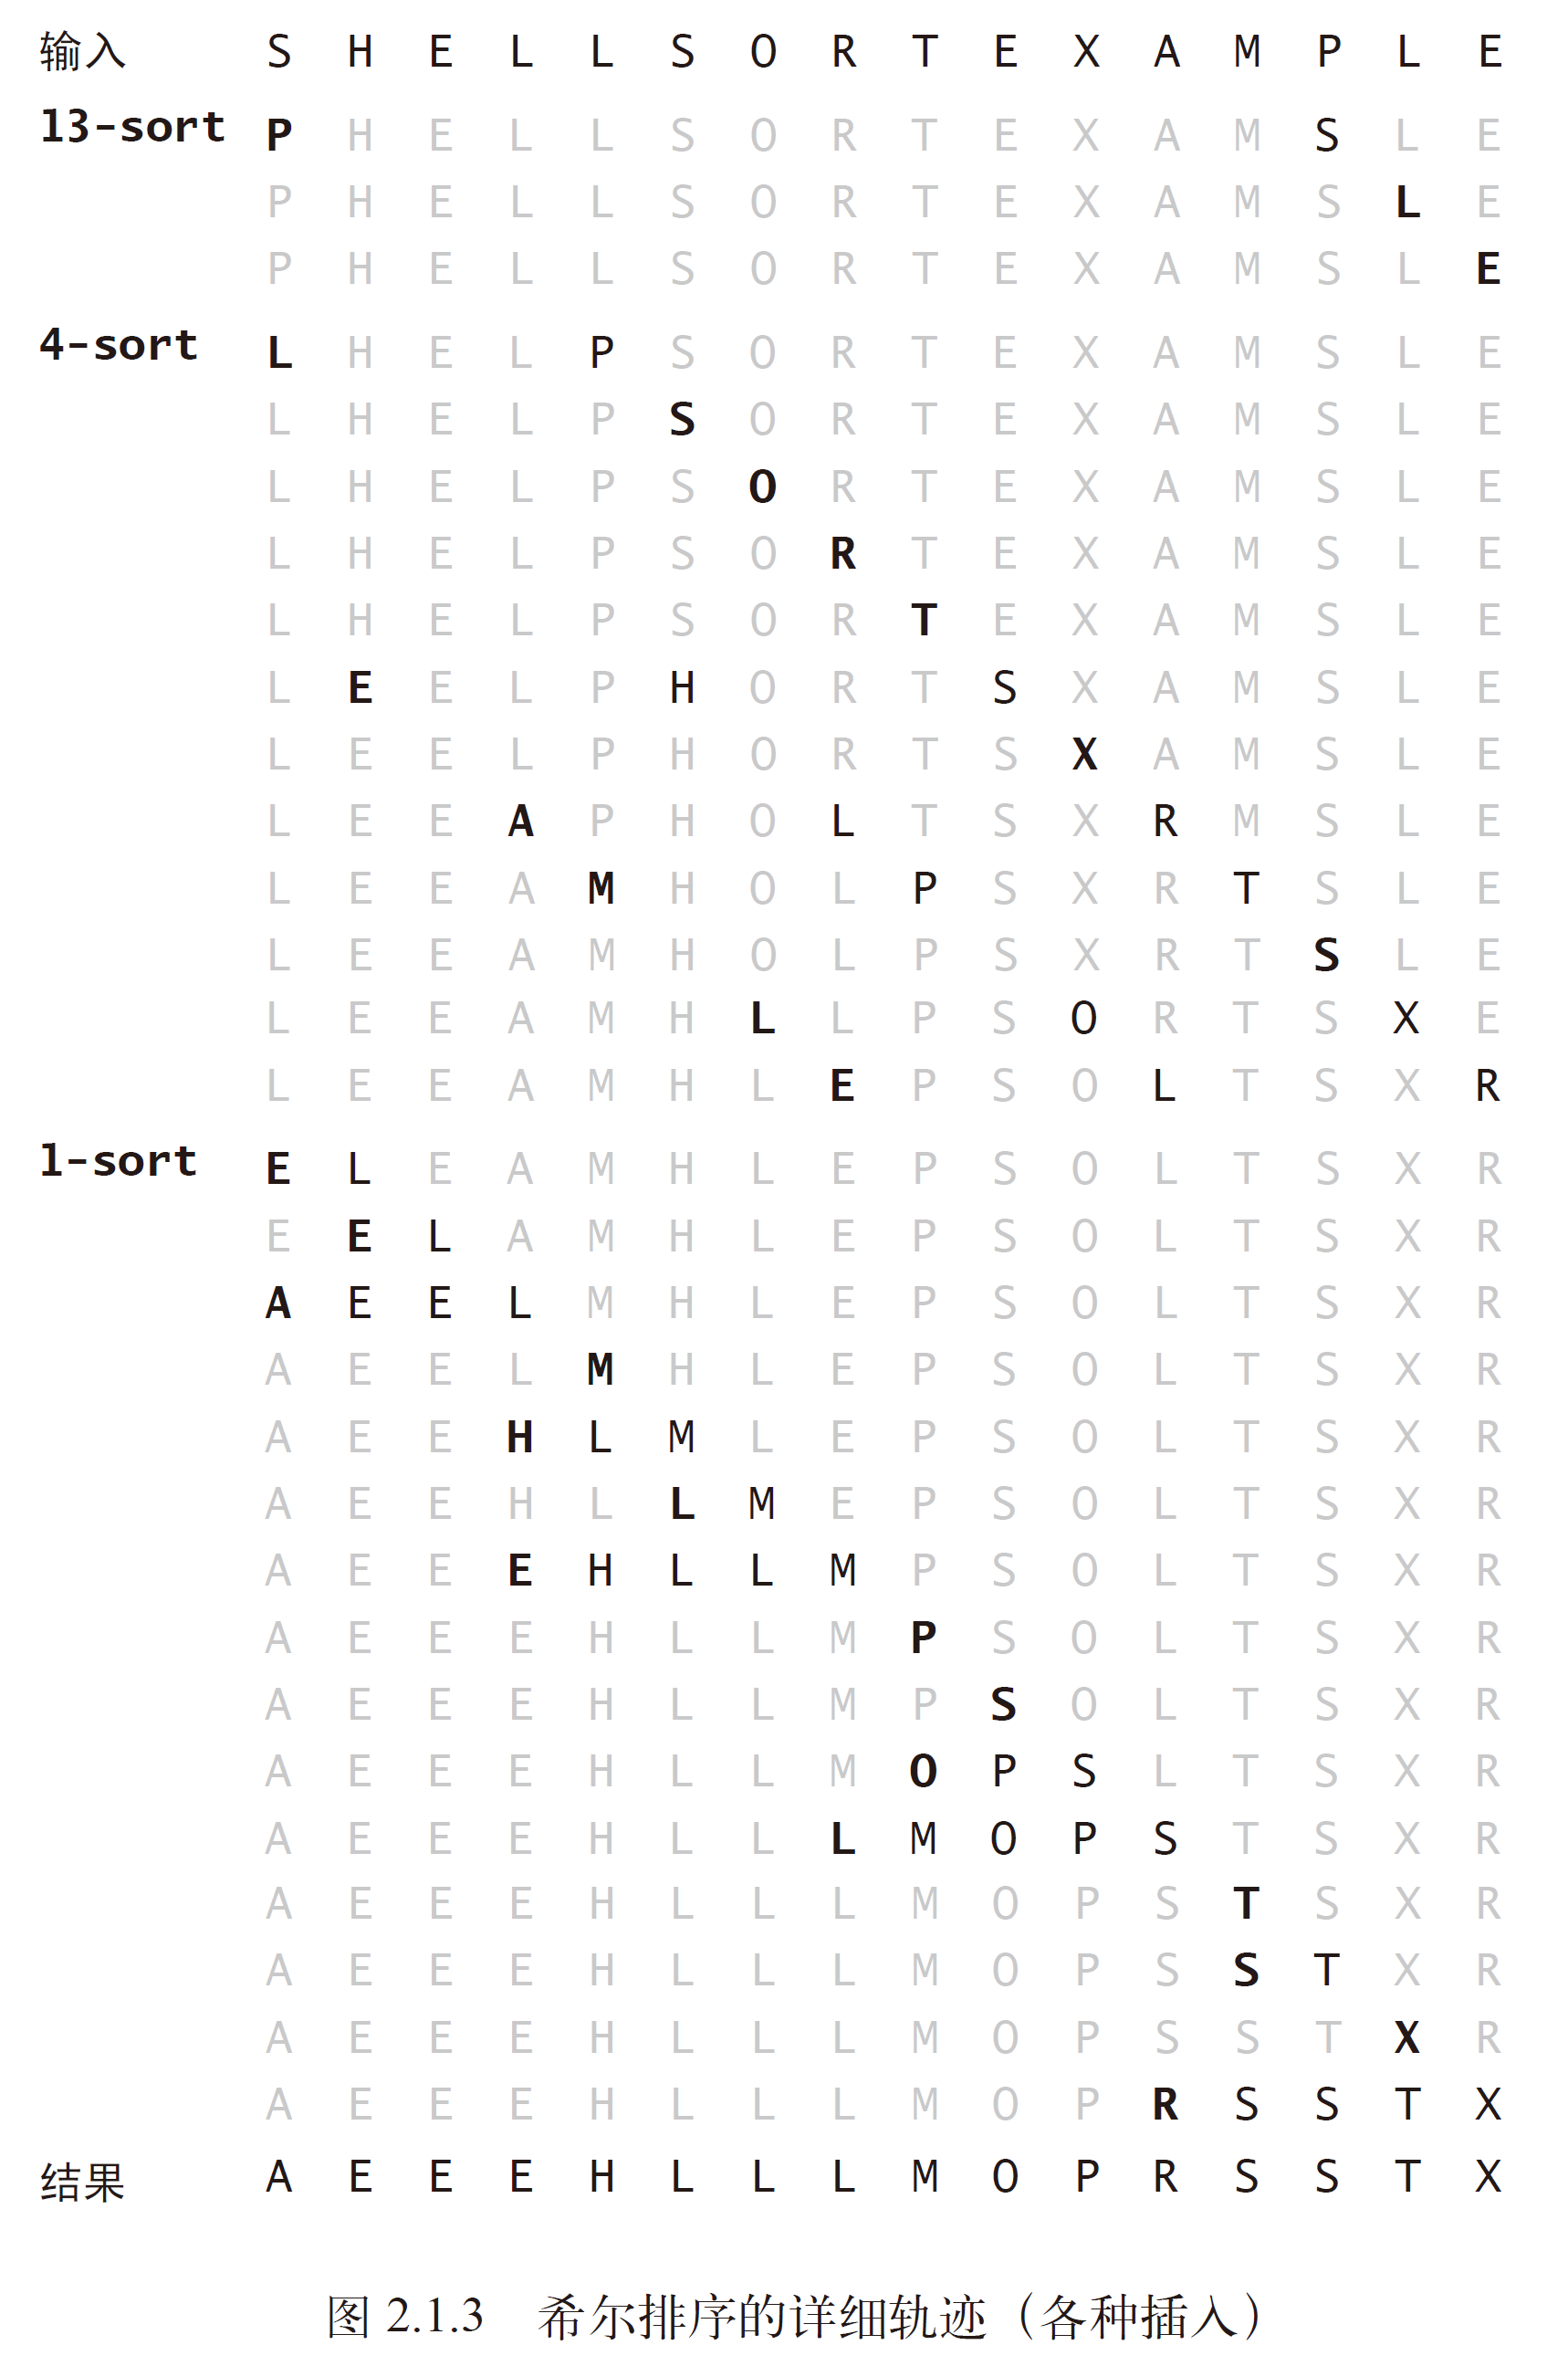 输入 S H E L L S O R T E X A M P L E
13-sort P H E L L S O R T E X A M S L E
P H E L L S O R T E X A M S L E
P H E L L S O R T E X A M S L E
4-sort L H E L P S O R T E X A M S L E
L H E L P S O R T E X A M S L E
L H E L P S O R T E X A M S L E
L H E L P S O R T E X A M S L E
L H E L P S O R T E X A M S L E
L E E L P H O R T S X A M S L E
L E E L P H O R T S X A M S L E
L E E A P H O L T S X R M S L E
L E E A M H O L P S X R T S L E
L E E A M H O L P S X R T S L E
L E E A M H L L P S O R T S X E
L E E A M H L E P S O L T S X R
1-sort E L E A M H L E P S O L T S X R
E E L A M H L E P S O L T S X R
A E E L M H L E P S O L T S X R
A E E L M H L E P S O L T S X R
A E E H L M L E P S O L T S X R
A E E H L L M E P S O L T S X R
A E E E H L L M P S O L T S X R
A E E E H L L M P S O L T S X R
A E E E H L L M P S O L T S X R
A E E E H L L M O P S L T S X R
A E E E H L L L M O P S T S X R
A E E E H L L L M O P S T S X R
A E E E H L L L M O P S S T X R
A E E E H L L L M O P S S T X R
A E E E H L L L M O P R S S T X
结果 A E E E H L L L M O P R S S T X
图 2.1.3 希尔排序的详细轨迹（各种插入）